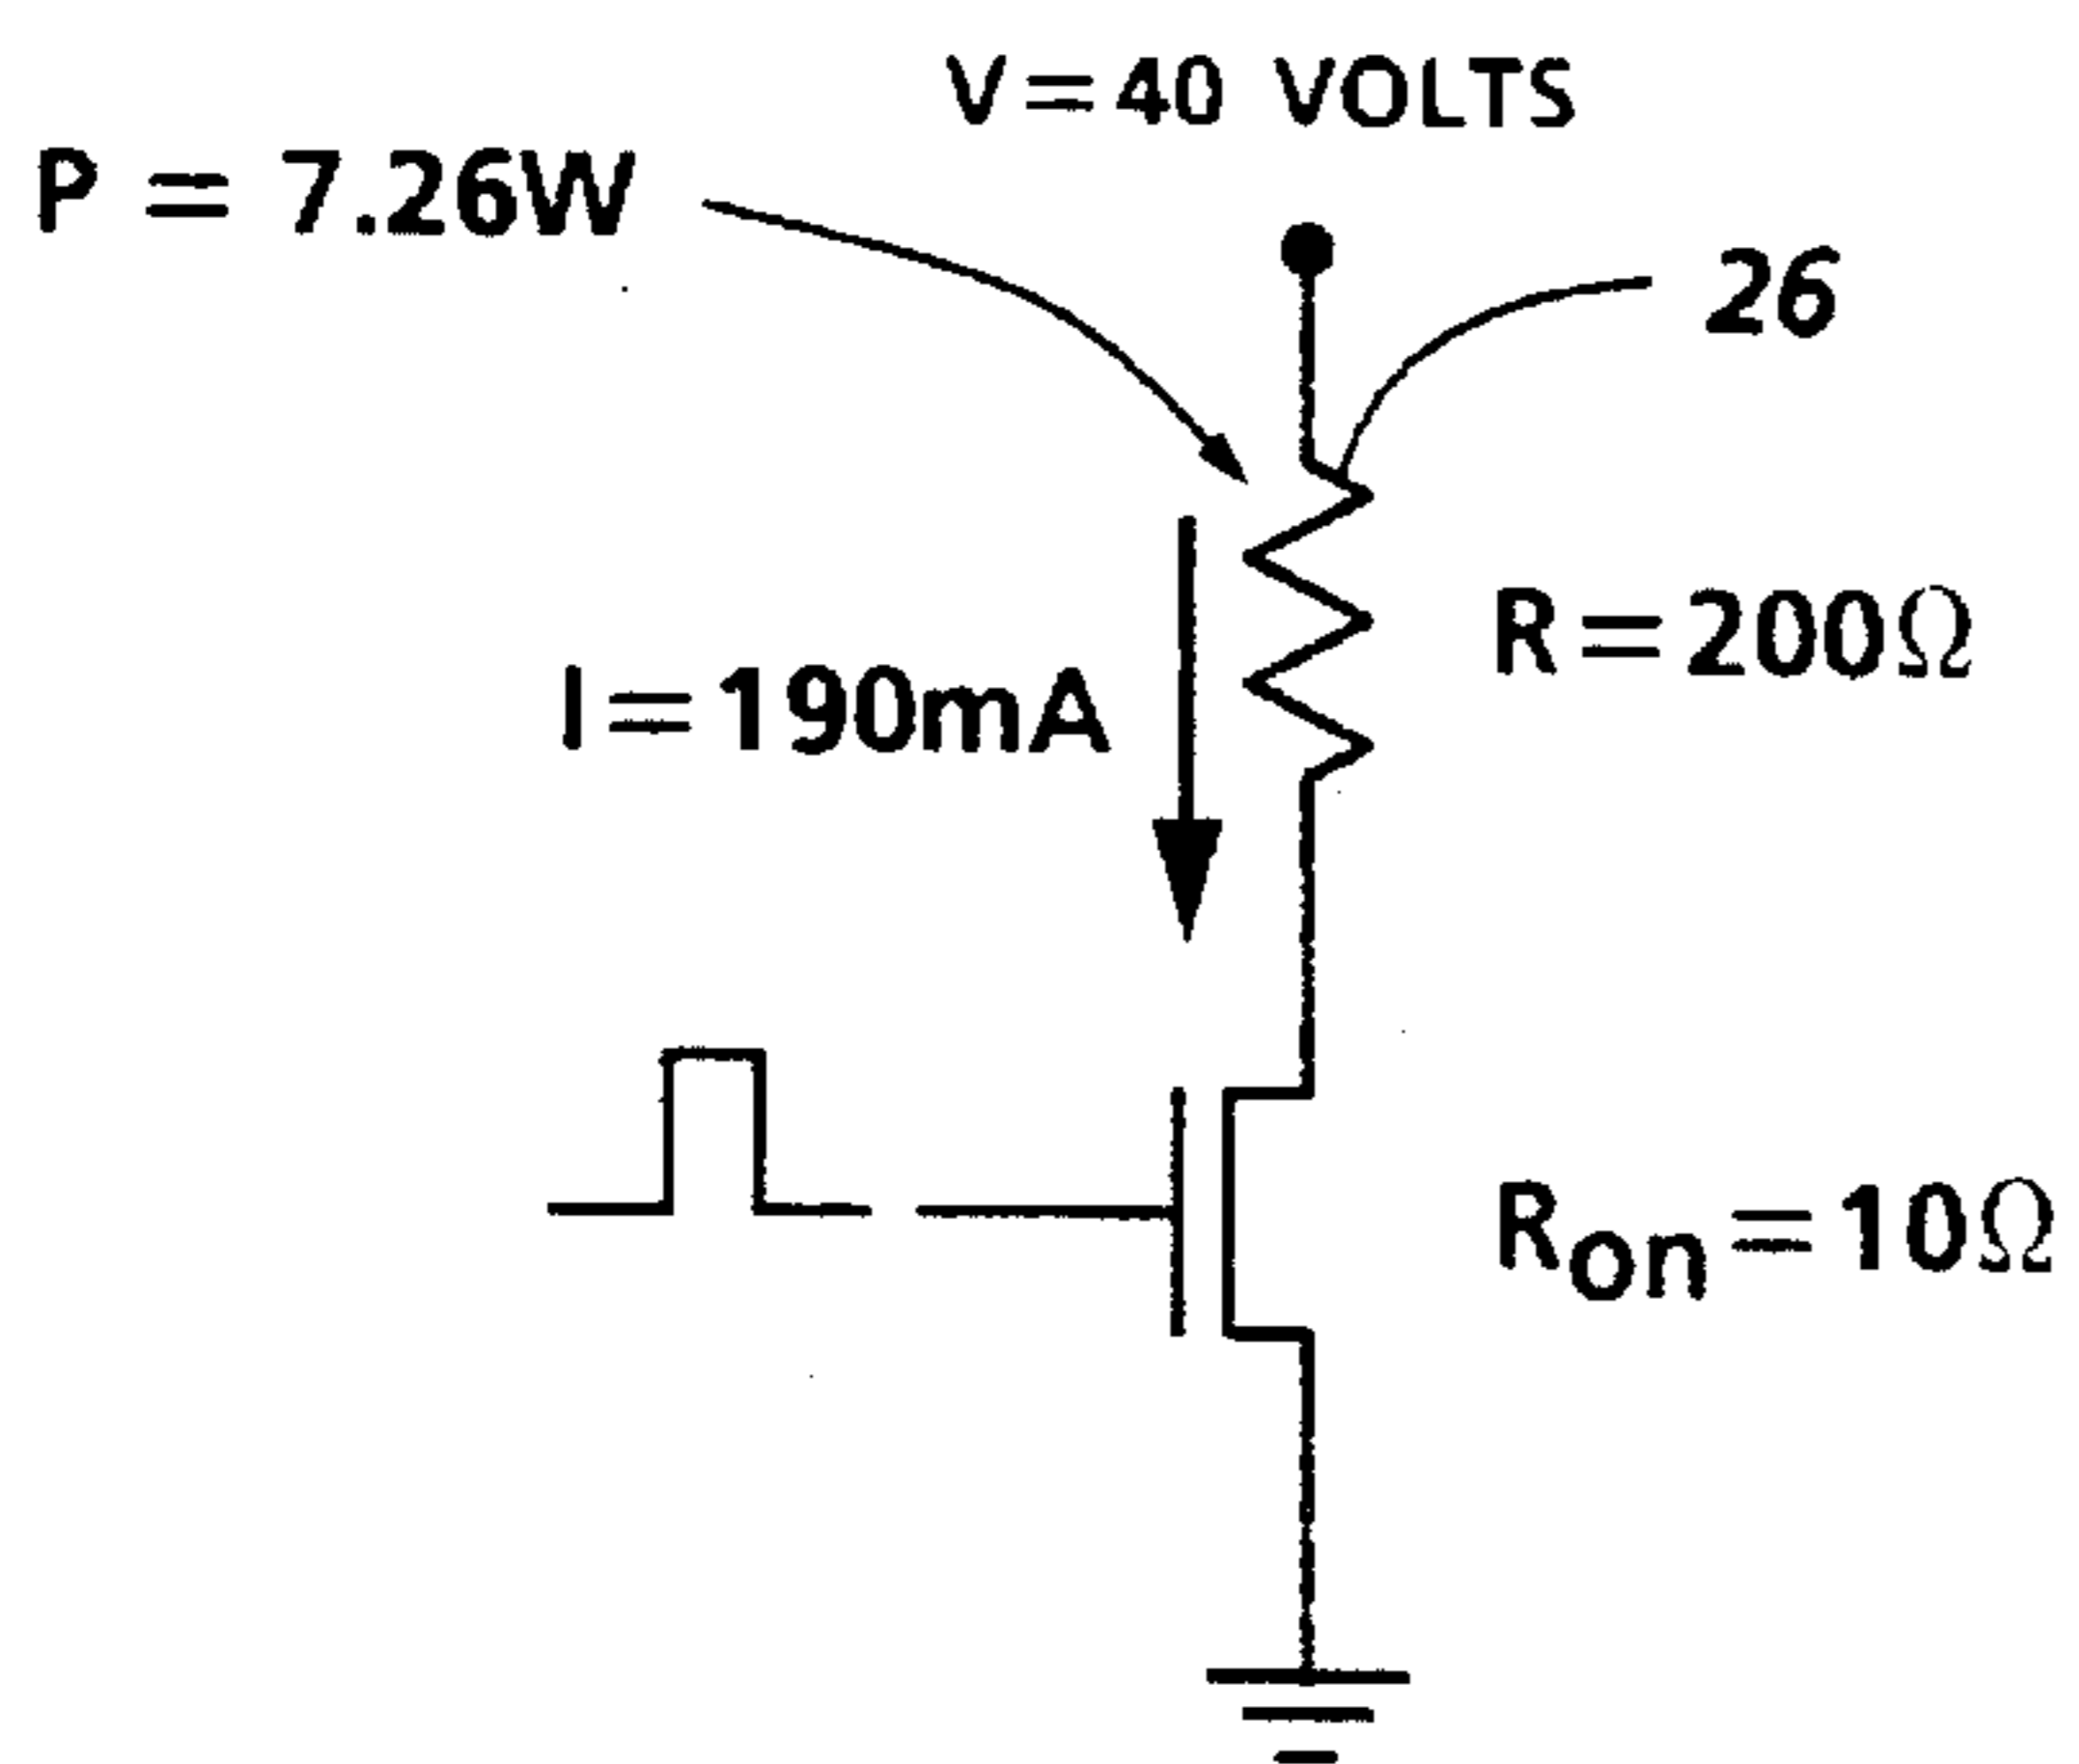 V=40 VOLTS
P = 7.26W
26
R=200Ω
I=190mA
Ron=10Ω